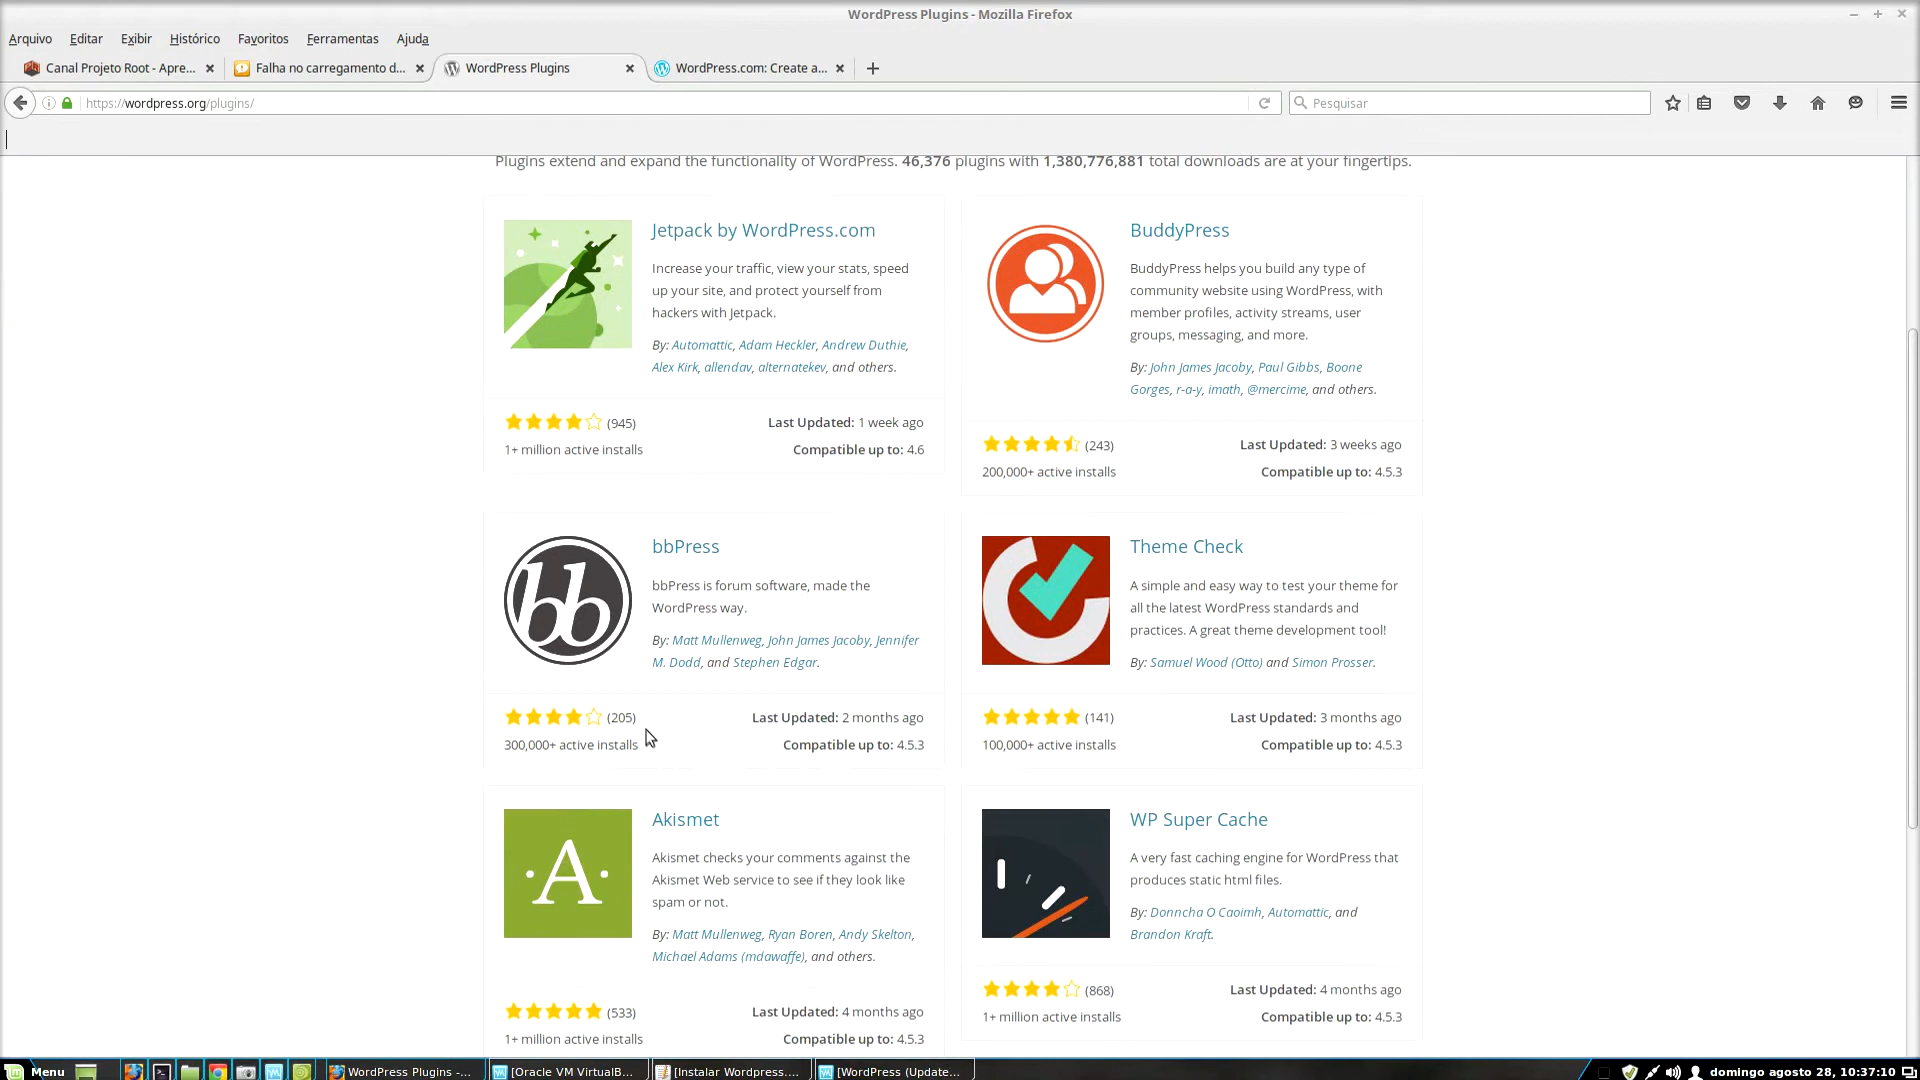 WordPress Plugins - Mozilla Firefox
Arquivo Editar Exibir Histórico Favoritos Ferramentas Ajuda
Canal Projeto Root - Apre... Falha no carregamento d... WordPress Plugins WordPress.com: Create a...
https://wordpress.org/plugins/ Pesquisar
Plugins extend and expand the functionality of WordPress. 46,376 plugins with 1,380,776,881 total downloads are at your fingertips.
Jetpack by WordPress.com
Increase your traffic, view your stats, speed
up your site, and protect yourself from
hackers with Jetpack.
By: Automattic, Adam Heckler, Andrew Duthie,
Alex Kirk, allendav, alternatekev, and others.
(945) Last Updated: 1 week ago
1+ million active installs Compatible up to: 4.6
BuddyPress
BuddyPress helps you build any type of
community website using WordPress, with
member profiles, activity streams, user
groups, messaging, and more.
By: John James Jacoby, Paul Gibbs, Boone
Gorges, r-a-y, imath, @mercime, and others.
(243) Last Updated: 3 weeks ago
200,000+ active installs Compatible up to: 4.5.3
bb
bbPress
bbPress is forum software, made the
WordPress way.
By: Matt Mullenweg, John James Jacoby, Jennifer
M. Dodd, and Stephen Edgar.
(205) Last Updated: 2 months ago
300,000+ active installs Compatible up to: 4.5.3
Theme Check
A simple and easy way to test your theme for
all the latest WordPress standards and
practices. A great theme development tool!
By: Samuel Wood (Otto) and Simon Prosser.
(141) Last Updated: 3 months ago
100,000+ active installs Compatible up to: 4.5.3
·A·
Akismet
Akismet checks your comments against the
Akismet Web service to see if they look like
spam or not.
By: Matt Mullenweg, Ryan Boren, Andy Skelton,
Michael Adams (mdawaffe), and others.
(533) Last Updated: 4 months ago
1+ million active installs Compatible up to: 4.5.3
WP Super Cache
A very fast caching engine for WordPress that
produces static html files.
By: Donncha O Caoimh, Automattic, and
Brandon Kraft.
(868) Last Updated: 4 months ago
1+ million active installs Compatible up to: 4.5.3
Menu WordPress Plugins -... [Oracle VM VirtualB... [Instalar Wordpress.... [WordPress (Update... domingo agosto 28, 10:37:10